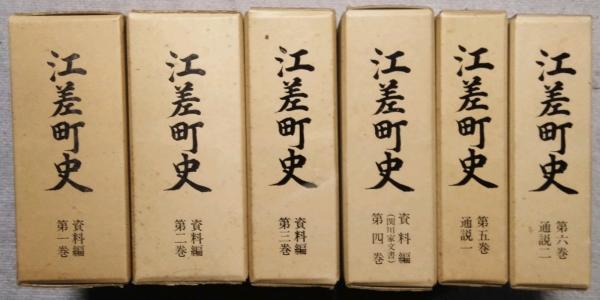 江差町史
資料編
第一巻
江差町史
資料編
第二巻
江差町史
資料編
第三巻
江差町史
資料編
(関川家文書)
第四巻
江差町史
第五巻
通説一
江差町史
第六巻
通説二